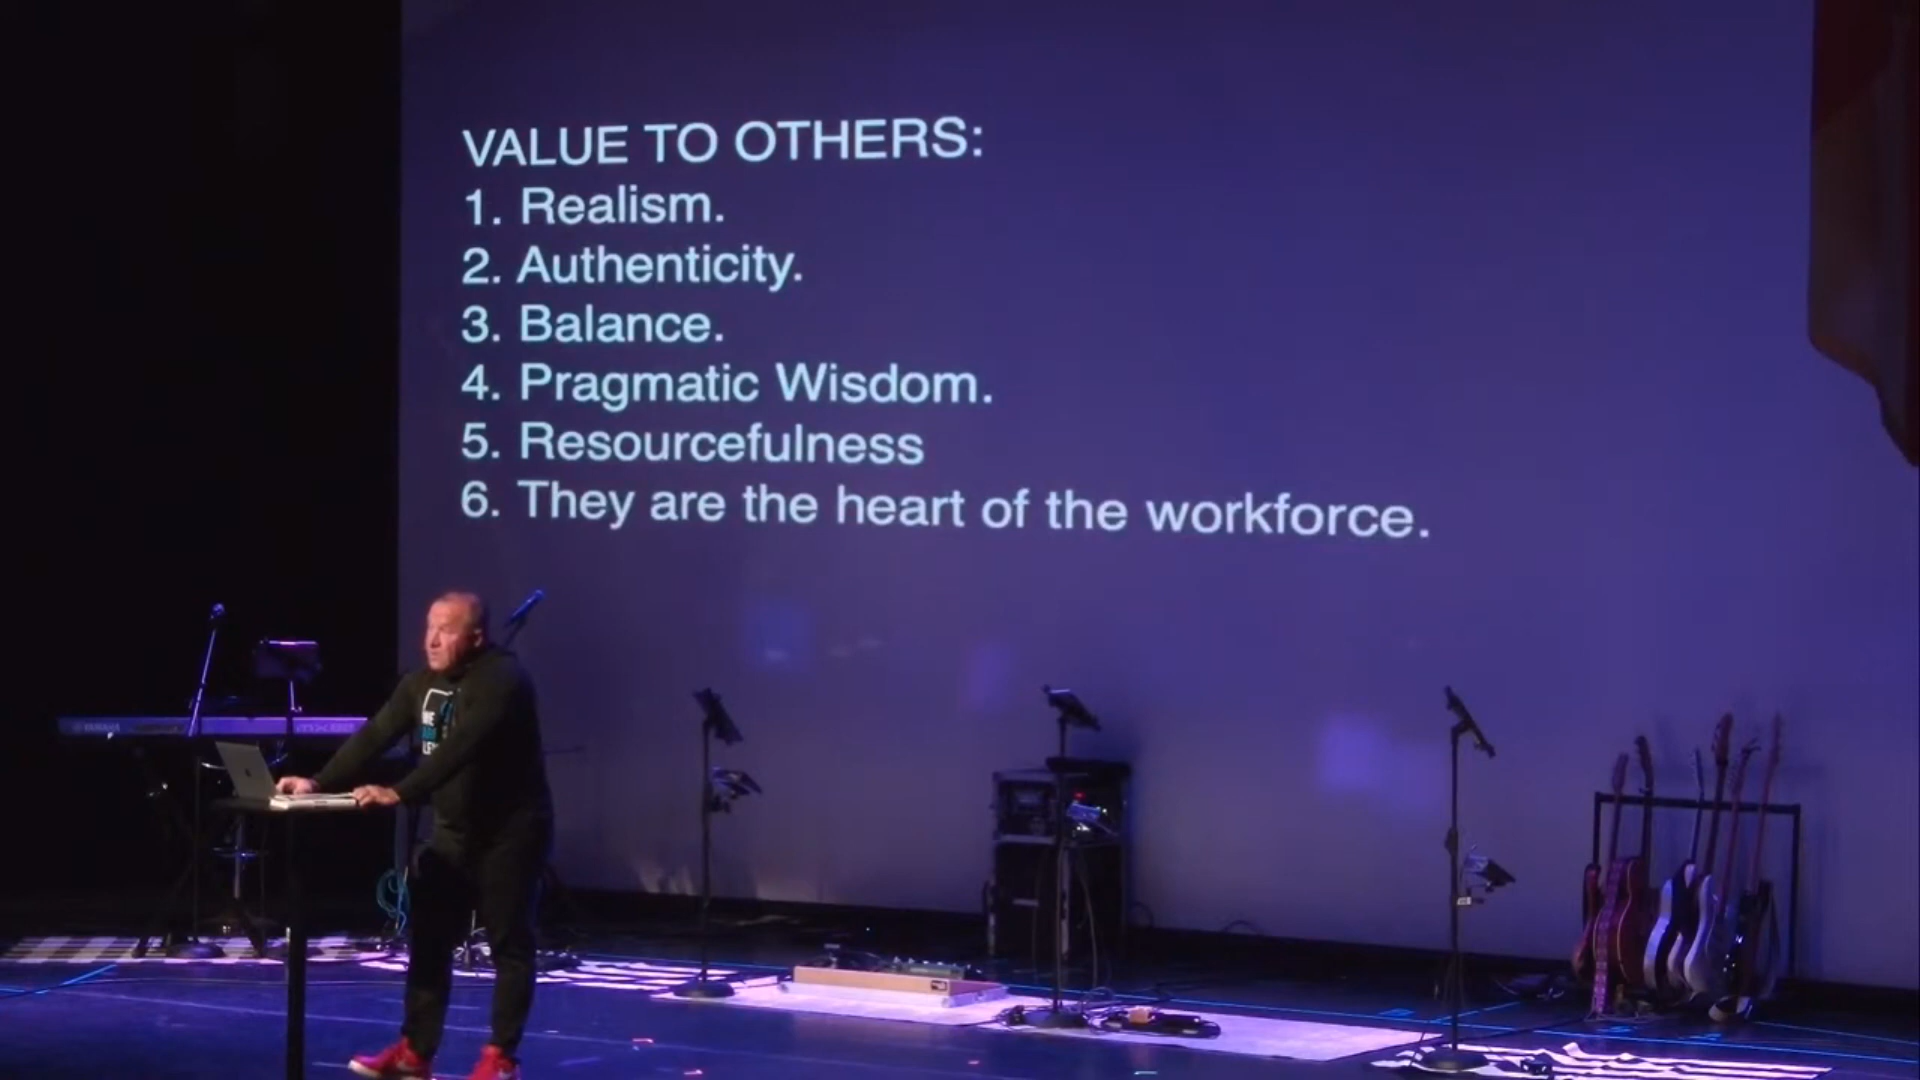 VALUE TO OTHERS:
1. Realism.
2. Authenticity.
3. Balance.
4. Pragmatic Wisdom.
5. Resourcefulness
6. They are the heart of the workforce.
YAMAHA